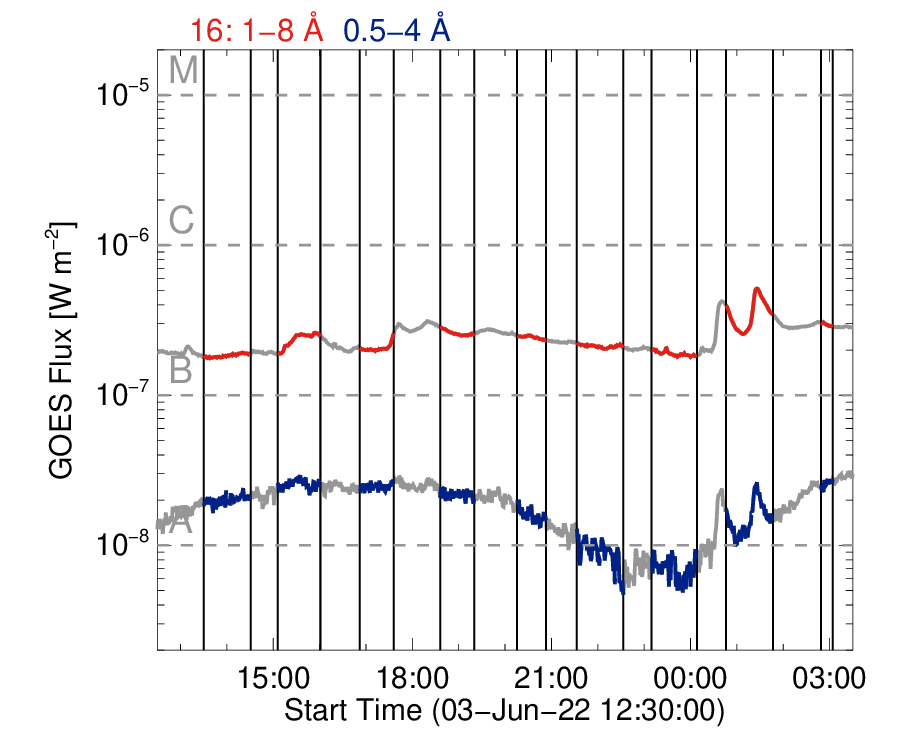 16: 1−8 Å 0.5−4 Å
M
10−5
C
10−6
B
10−7
A
10−8
GOES Flux [W m−2]
15:00 18:00 21:00 00:00 03:00
Start Time (03−Jun−22 12:30:00)